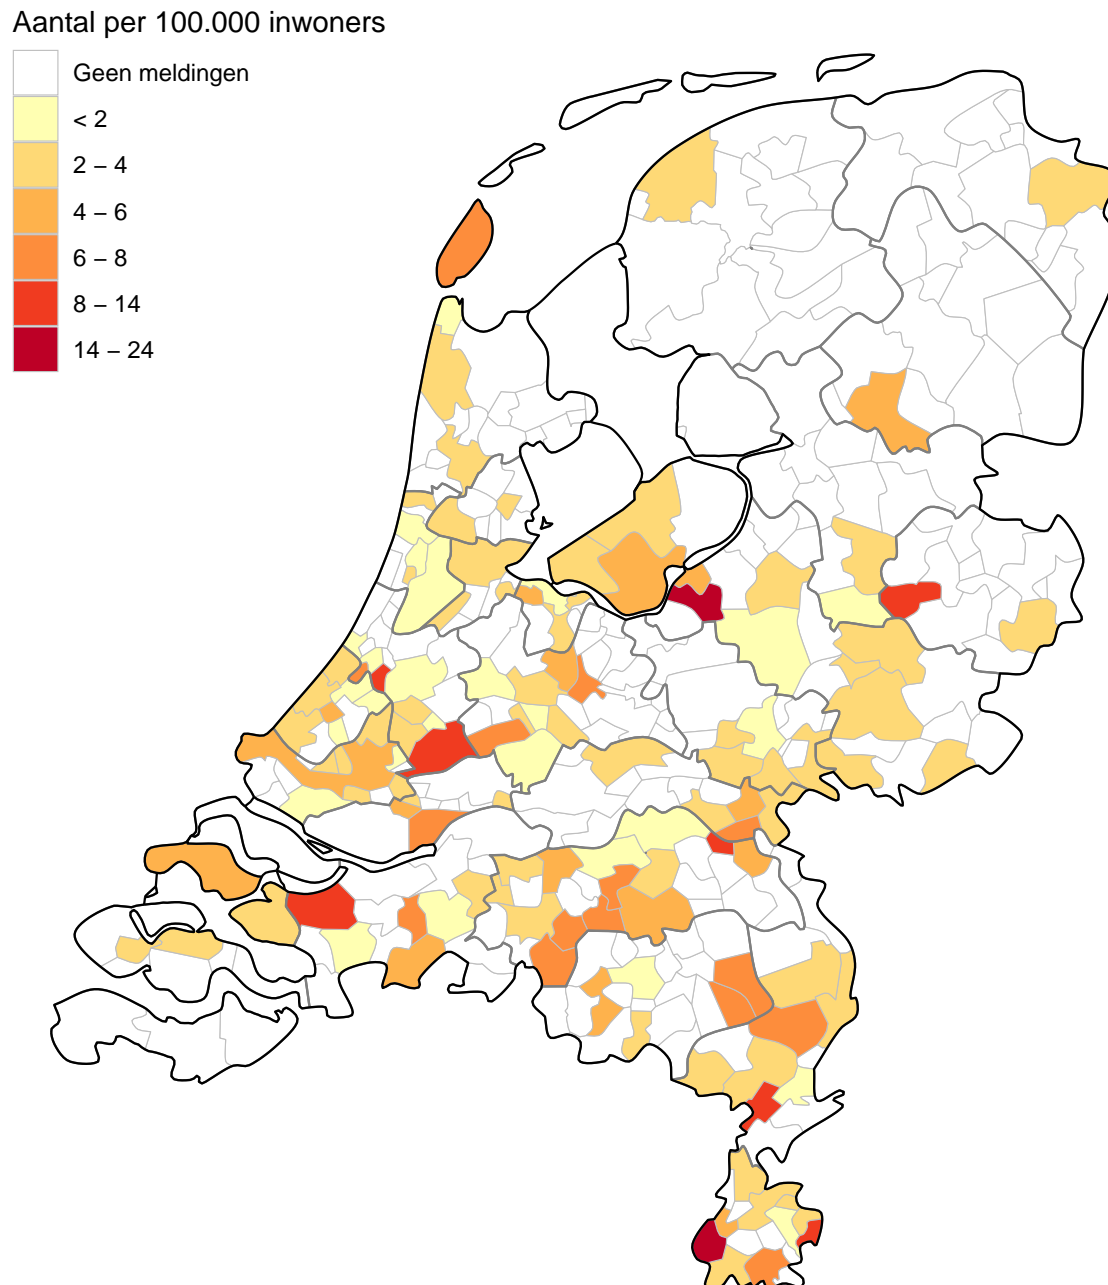 Aantal per 100.000 inwoners
Geen meldingen
< 2
2 – 4
4 – 6
6 – 8
8 – 14
14 – 24